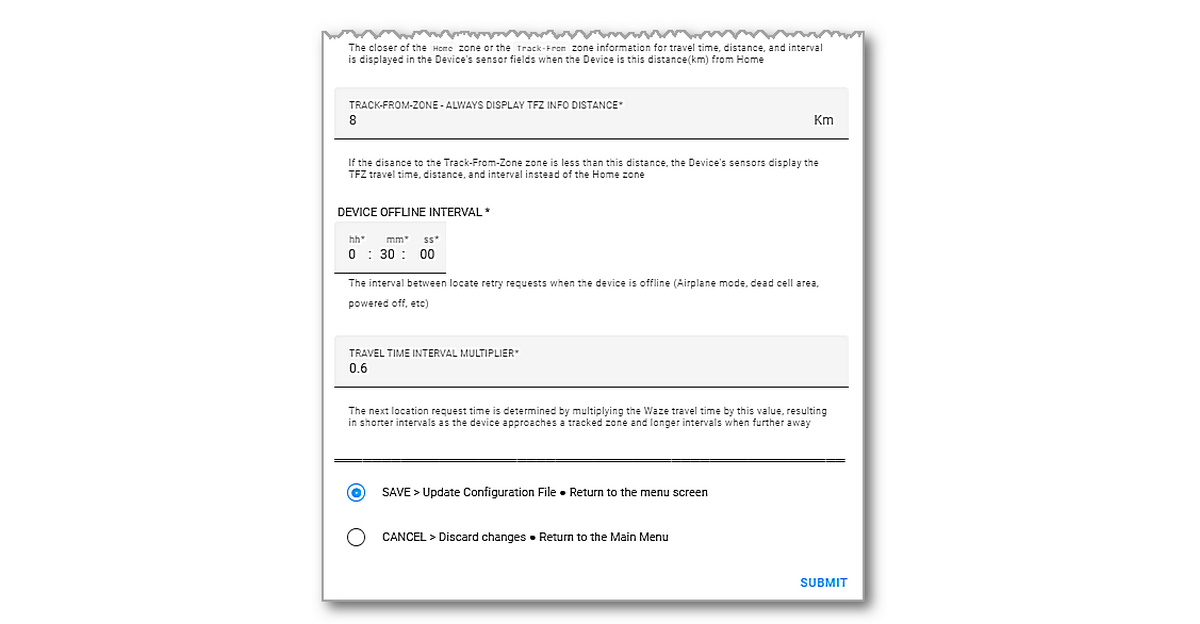 The closer of the Home zone or the Track-From zone information for travel time, distance, and interval
is displayed in the Device's sensor fields when the Device is this distance(km) from Home
TRACK-FROM-ZONE - ALWAYS DISPLAY TFZ INFO DISTANCE*
8 Km
If the disance to the Track-From-Zone zone is less than this distance, the Device's sensors display the
TFZ travel time, distance, and interval instead of the Home zone
DEVICE OFFLINE INTERVAL *
hh* mm* ss*
0 : 30 : 00
The interval between locate retry requests when the device is offline (Airplane mode, dead cell area,
powered off, etc)
TRAVEL TIME INTERVAL MULTIPLIER*
0.6
The next location request time is determined by multiplying the Waze travel time by this value, resulting
in shorter intervals as the device approaches a tracked zone and longer intervals when further away
SAVE > Update Configuration File ● Return to the menu screen
CANCEL > Discard changes ● Return to the Main Menu
SUBMIT